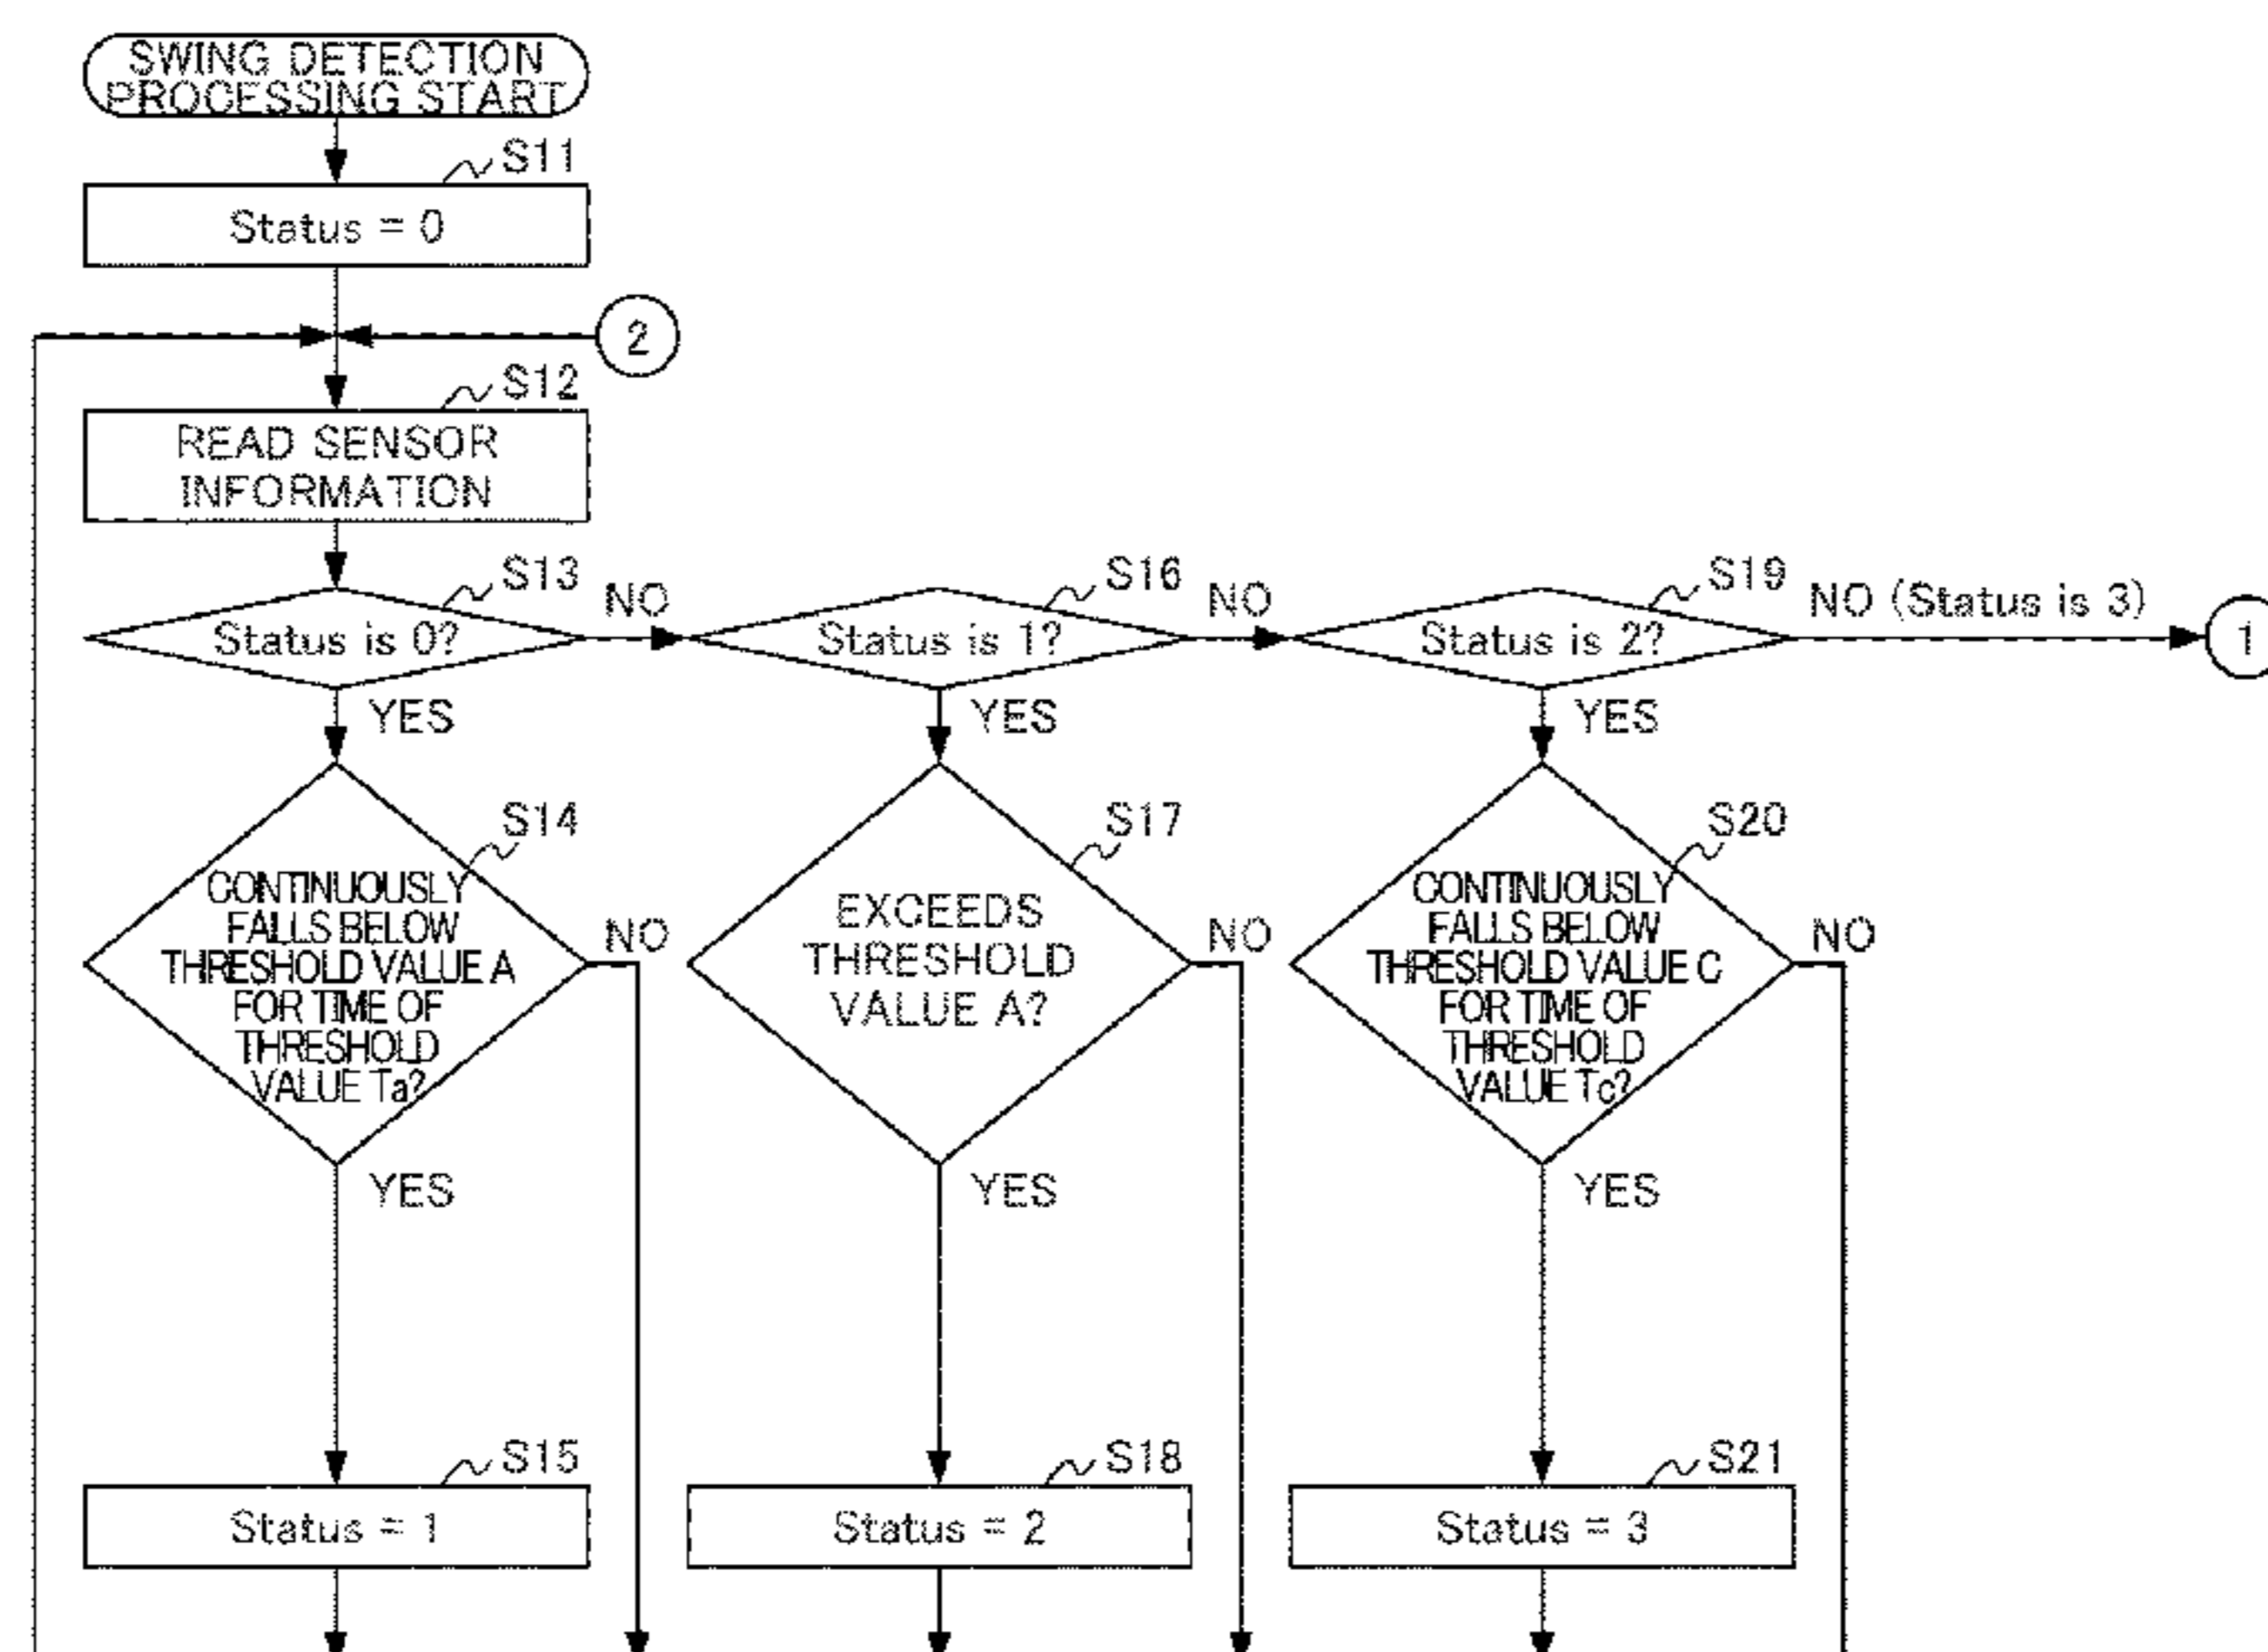 SWING DETECTION
PROCESSING START
S11
Status = 0
2
S12
READ SENSOR
INFORMATION
S13
Status is 0?
NO
S16
Status is 1?
NO
S19
Status is 2?
NO (Status is 3)
1
YES
YES
YES
S14
CONTINUOUSLY
FALLS BELOW
THRESHOLD VALUE A
FOR TIME OF
THRESHOLD
VALUE Ta?
NO
S17
EXCEEDS
THRESHOLD
VALUE A?
NO
S20
CONTINUOUSLY
FALLS BELOW
THRESHOLD VALUE C
FOR TIME OF
THRESHOLD
VALUE Tc?
NO
YES
YES
YES
S15
Status = 1
S18
Status = 2
S21
Status = 3